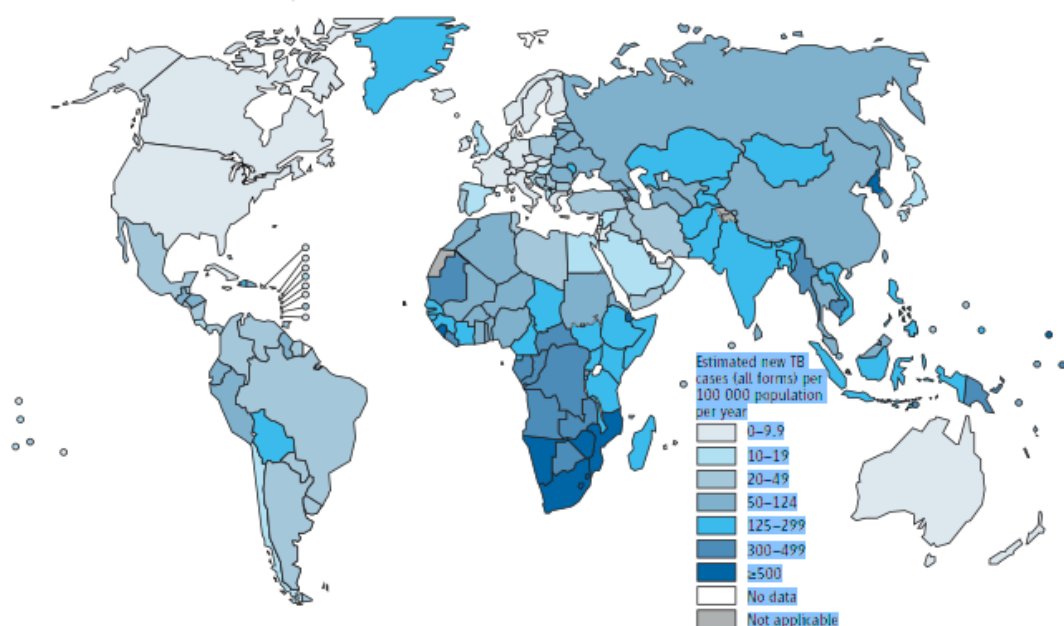 Estimated new TB
cases (all forms) per
100 000 population
per year
0–9.9
10–19
20–49
50–124
125–299
300–499
≥500
No data
Not applicable